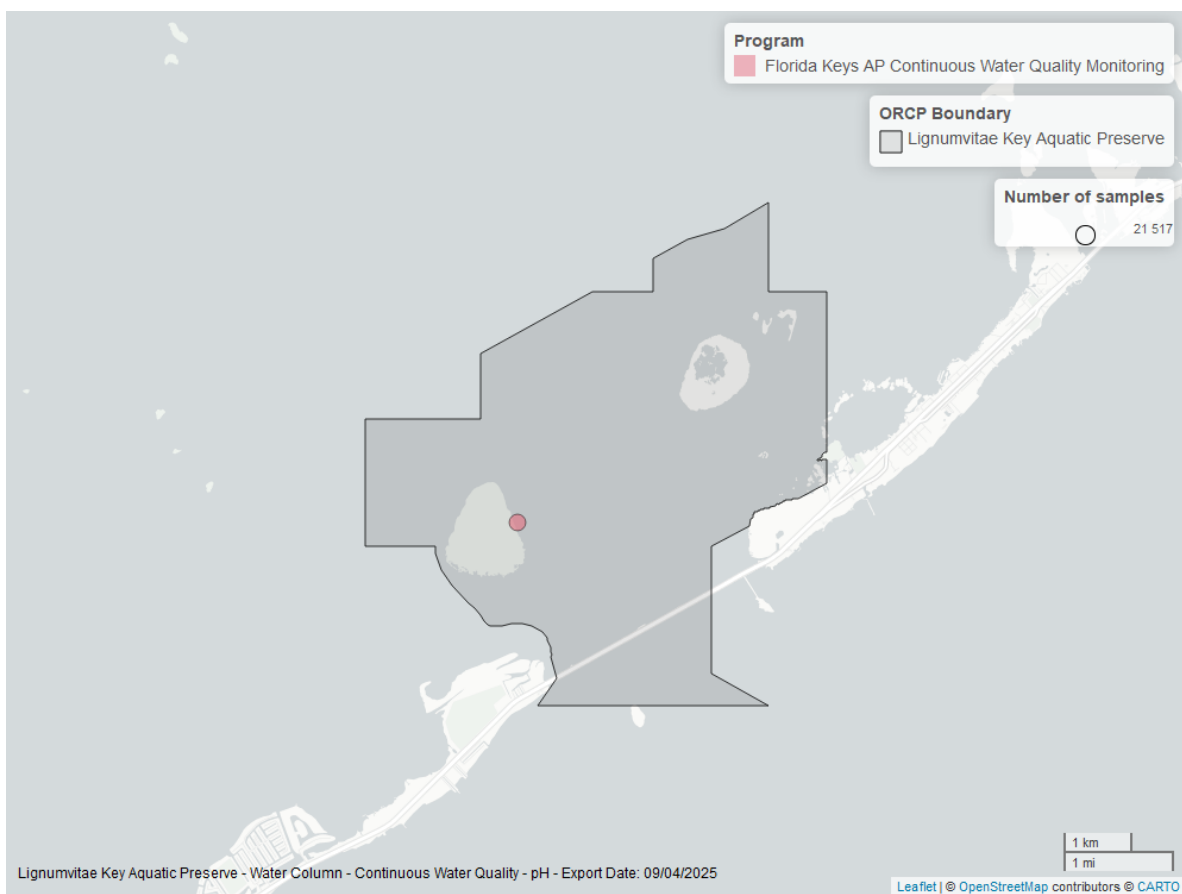 Program
Florida Keys AP Continuous Water Quality Monitoring
ORCP Boundary
Lignumvitae Key Aquatic Preserve
Number of samples
21 517
1 km
1 mi
Lignumvitae Key Aquatic Preserve - Water Column - Continuous Water Quality - pH - Export Date: 09/04/2025
Leaflet | © OpenStreetMap contributors © CARTO